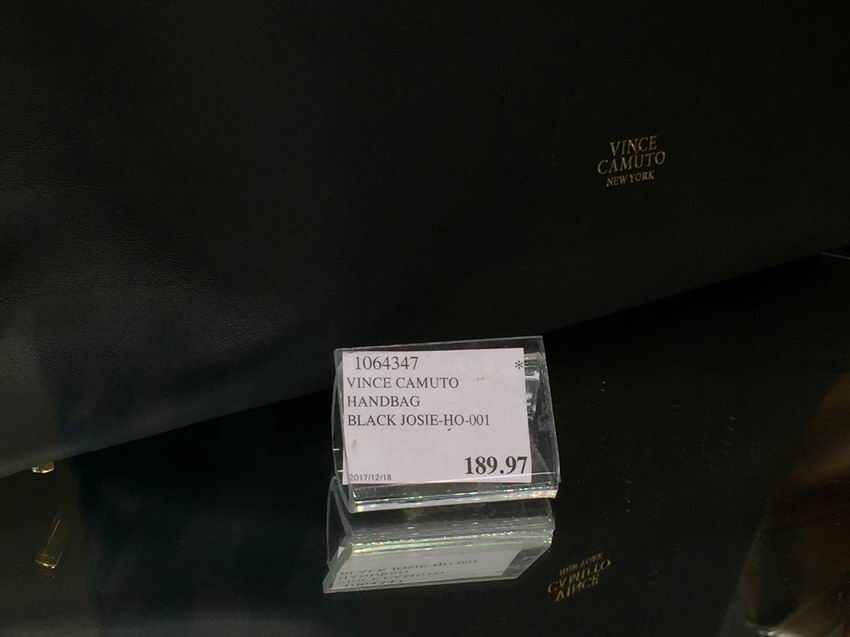 VINCE
CAMUTO
NEW YORK
1064347 *
VINCE CAMUTO
HANDBAG
BLACK JOSIE-HO-001
189.97
2017/12/18